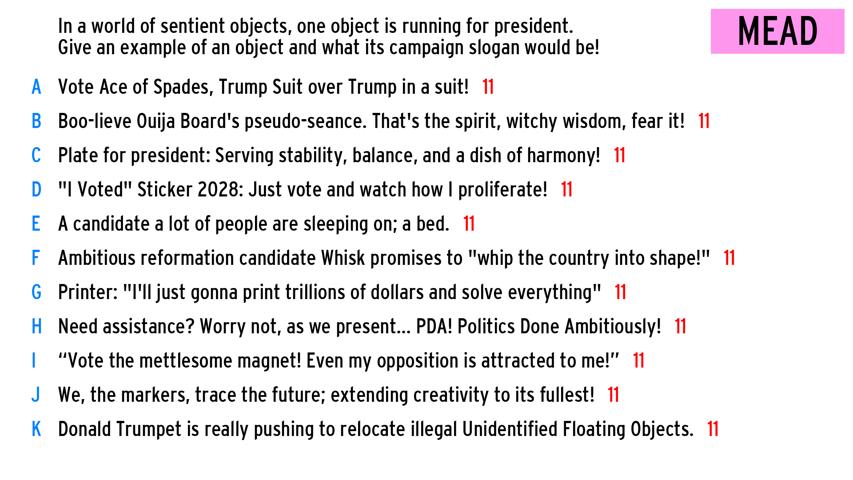 In a world of sentient objects, one object is running for president.
Give an example of an object and what its campaign slogan would be!
MEAD
A Vote Ace of Spades, Trump Suit over Trump in a suit! 11
B Boo-lieve Ouija Board's pseudo-seance. That's the spirit, witchy wisdom, fear it! 11
C Plate for president: Serving stability, balance, and a dish of harmony! 11
D "I Voted" Sticker 2028: Just vote and watch how I proliferate! 11
E A candidate a lot of people are sleeping on; a bed. 11
F Ambitious reformation candidate Whisk promises to "whip the country into shape!" 11
G Printer: "I'll just gonna print trillions of dollars and solve everything" 11
H Need assistance? Worry not, as we present... PDA! Politics Done Ambitiously! 11
I “Vote the mettlesome magnet! Even my opposition is attracted to me!” 11
J We, the markers, trace the future; extending creativity to its fullest! 11
K Donald Trumpet is really pushing to relocate illegal Unidentified Floating Objects. 11